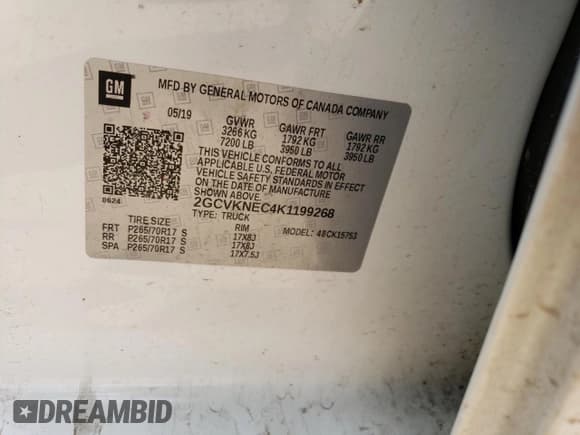 GM
MFD BY GENERAL MOTORS OF CANADA COMPANY
05/19 GVWR GAWR FRT GAWR RR
3266 KG 1792 KG 1792 KG
7200 LB 3950 LB 3950 LB
THIS VEHICLE CONFORMS TO ALL
APPLICABLE U.S. FEDERAL MOTOR
VEHICLE SAFETY STANDARDS IN
EFFECT ON THE DATE OF MANUFACTURE
SHOWN ABOVE.
0624 2GCVKNEC4K1199268
TYPE: TRUCK MODEL: 48CK15753
RIM
FRT P265/70R17 S 17X8J
RR P265/70R17 S 17X8J
SPA P265/70R17 S 17X7.5J
DREAMBID